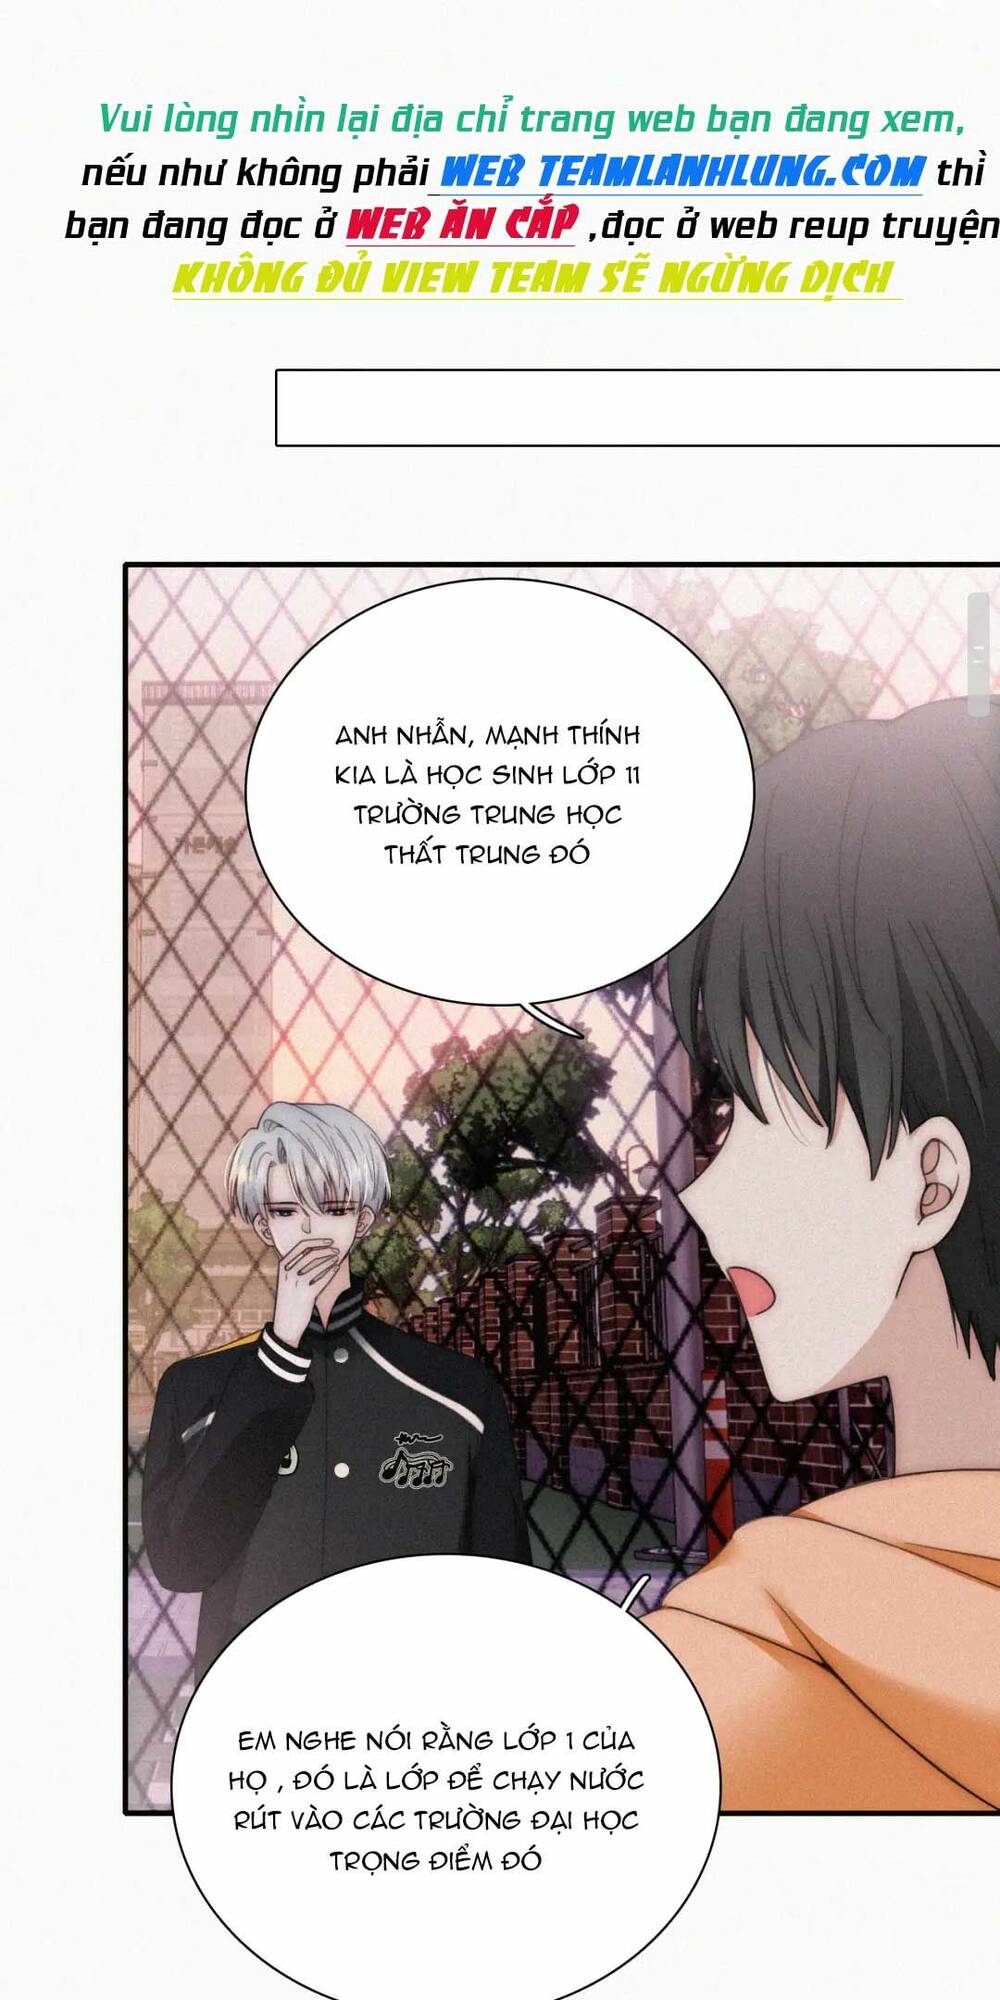 Vui lòng nhìn lại địa chỉ trang web bạn đang xem,
nếu như không phải WEB TEAMLANHLUNG.COM thì
bạn đang đọc ở WEB ĂN CẮP ,đọc ở web reup truyện
KHÔNG ĐỦ VIEW TEAM SẼ NGỪNG DỊCH
ANH NHẪN, MẠNH THÍNH
KIA LÀ HỌC SINH LỚP 11
TRƯỜNG TRUNG HỌC
THẤT TRUNG ĐÓ
EM NGHE NÓI RẰNG LỚP 1 CỦA
HỌ , ĐÓ LÀ LỚP ĐỂ CHẠY NƯỚC
RÚT VÀO CÁC TRƯỜNG ĐẠI HỌC
TRỌNG ĐIỂM ĐÓ